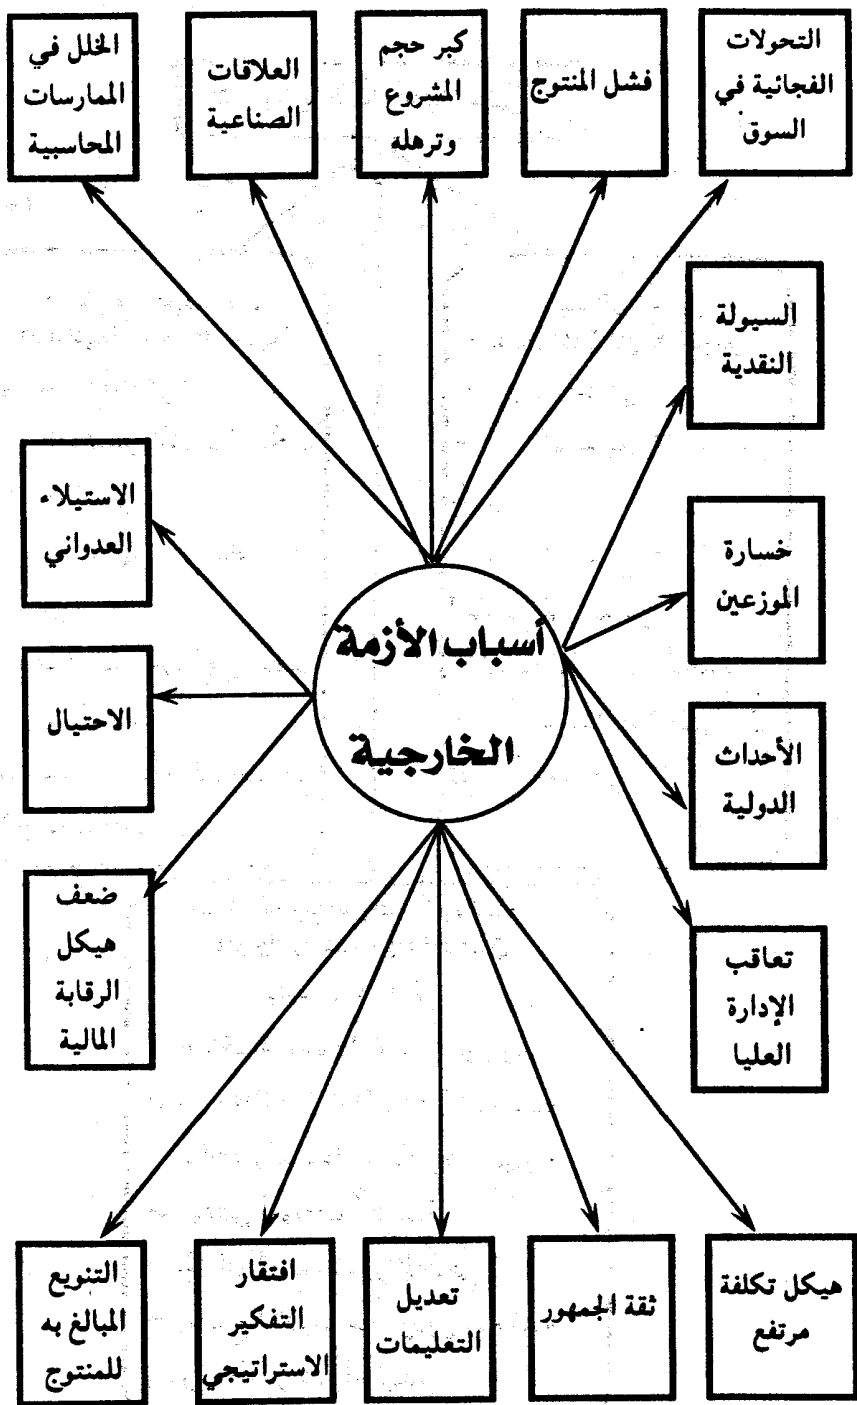 التحولات
الفجائية في
السوق
فشل المنتوج
كبر حجم
المشروع
وترهله
العلاقات
الصناعية
الخلل في
الممارسات
المحاسبية
السيولة
النقدية
الاستيلاء
العدواني
خسارة
الموزعين
أسباب الأزمة
الخارجية
الاحتيال
الأحداث
الدولية
ضعف
هيكل
الرقابة
المالية
تعاقب
الإدارة
العليا
هيكل تكلفة
مرتفع
ثقة الجمهور
تعديل
التعليمات
افتقار
التفكير
الاستراتيجي
التنويع
المبالغ به
للمنتوج